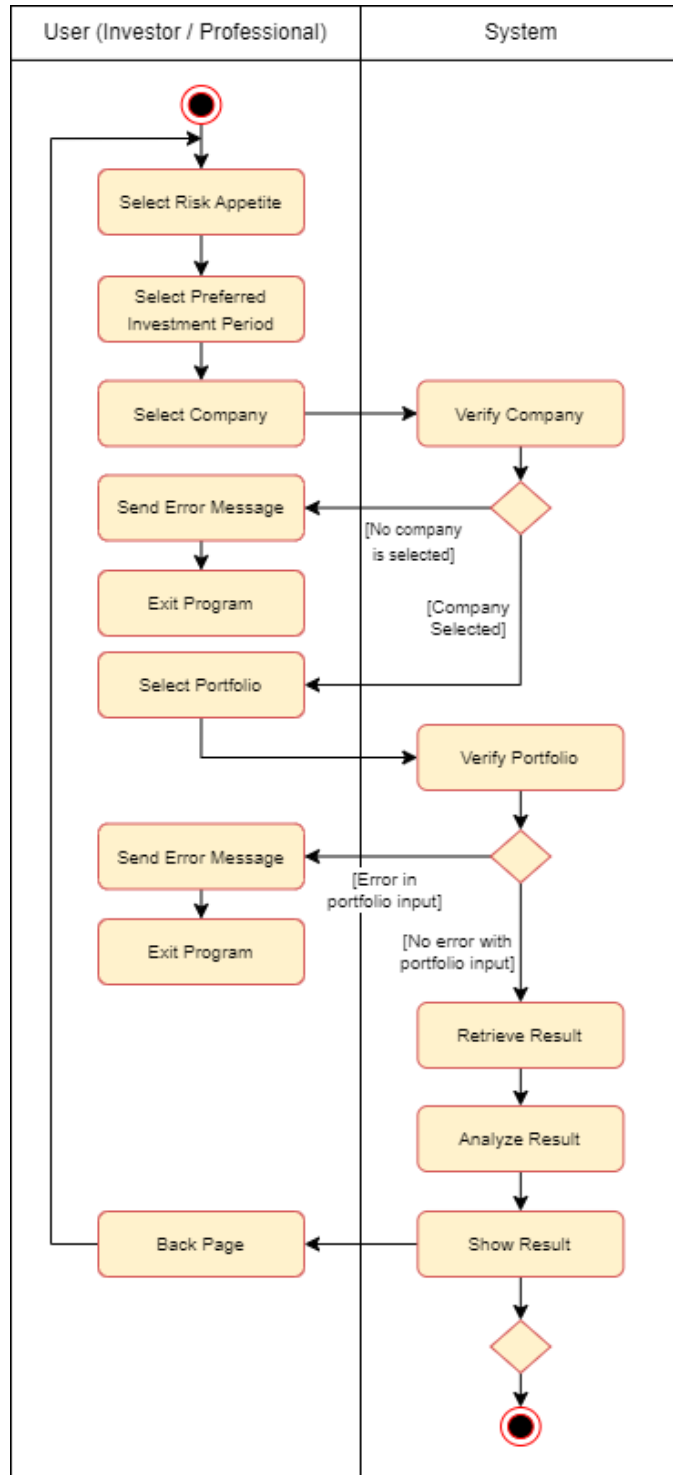 User (Investor / Professional)
System
Select Risk Appetite
Select Preferred
Investment Period
Select Company
Verify Company
Send Error Message
[No company
is selected]
Exit Program
[Company
Selected]
Select Portfolio
Verify Portfolio
Send Error Message
[Error in
portfolio input]
Exit Program
[No error with
portfolio input]
Retrieve Result
Analyze Result
Back Page
Show Result